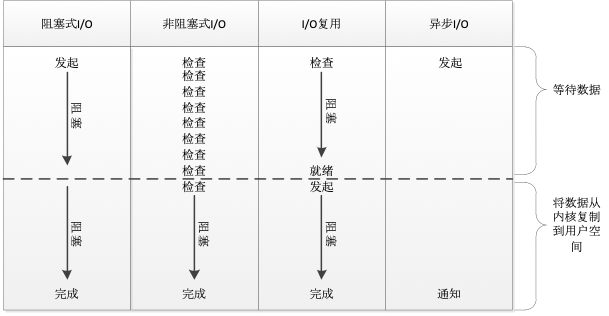 阻塞式I/O
非阻塞式I/O
I/O复用
异步I/O
发起
阻塞
完成
检查
检查
检查
检查
检查
检查
检查
检查
检查
阻塞
完成
检查
阻塞
就绪
发起
阻塞
完成
发起
通知
等待数据
将数据从
内核复制
到用户空
间
阻塞